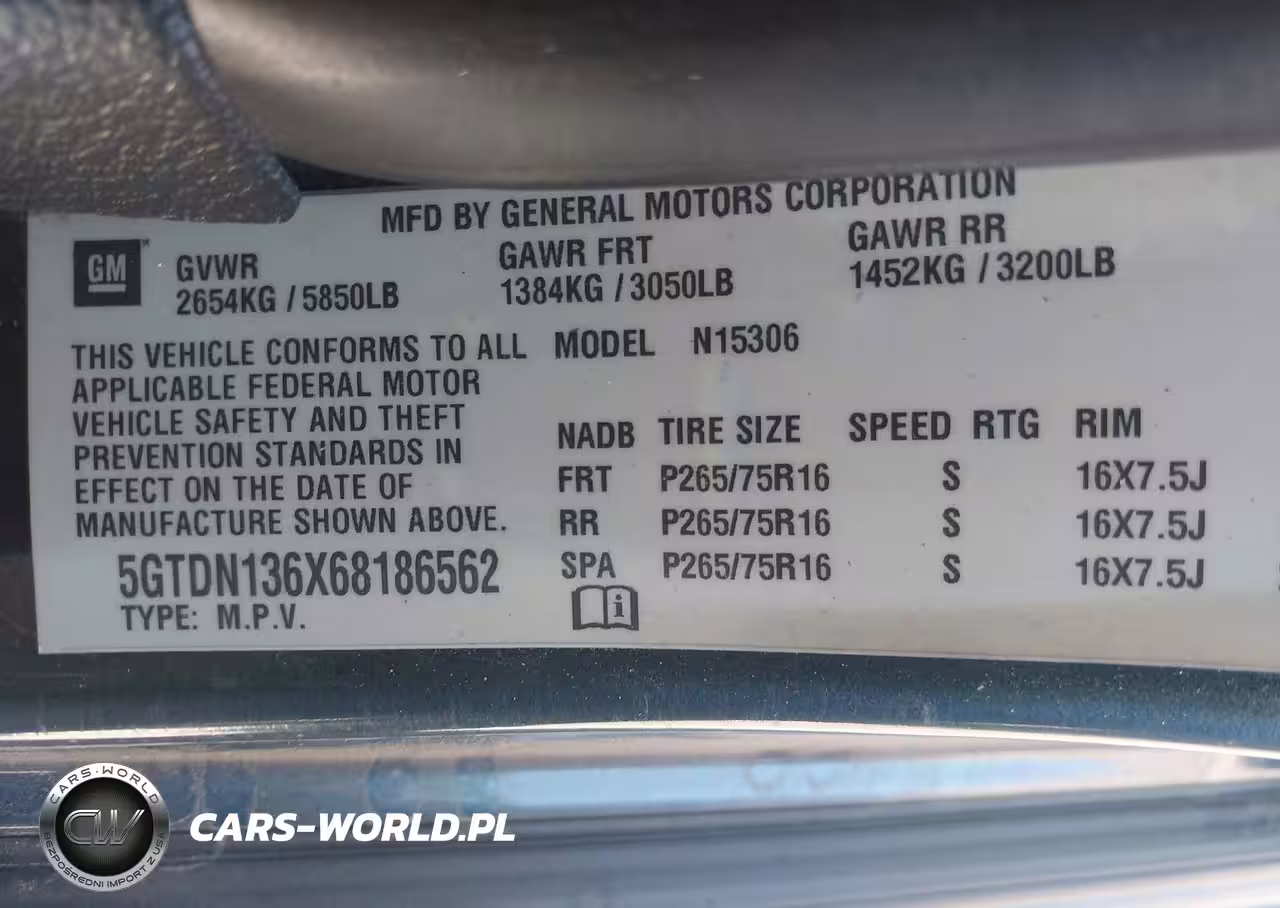 MFD BY GENERAL MOTORS CORPORATION
GM
GVWR
2654KG / 5850LB
GAWR FRT
1384KG / 3050LB
GAWR RR
1452KG / 3200LB
THIS VEHICLE CONFORMS TO ALL
APPLICABLE FEDERAL MOTOR
VEHICLE SAFETY AND THEFT
PREVENTION STANDARDS IN
EFFECT ON THE DATE OF
MANUFACTURE SHOWN ABOVE.
5GTDN136X68186562
TYPE: M.P.V.
MODEL N15306
NADB TIRE SIZE SPEED RTG RIM
FRT P265/75R16 S 16X7.5J
RR P265/75R16 S 16X7.5J
SPA P265/75R16 S 16X7.5J
i
CARS-WORLD
CW
BEZPOŚREDNI IMPORT Z USA
CARS-WORLD.PL